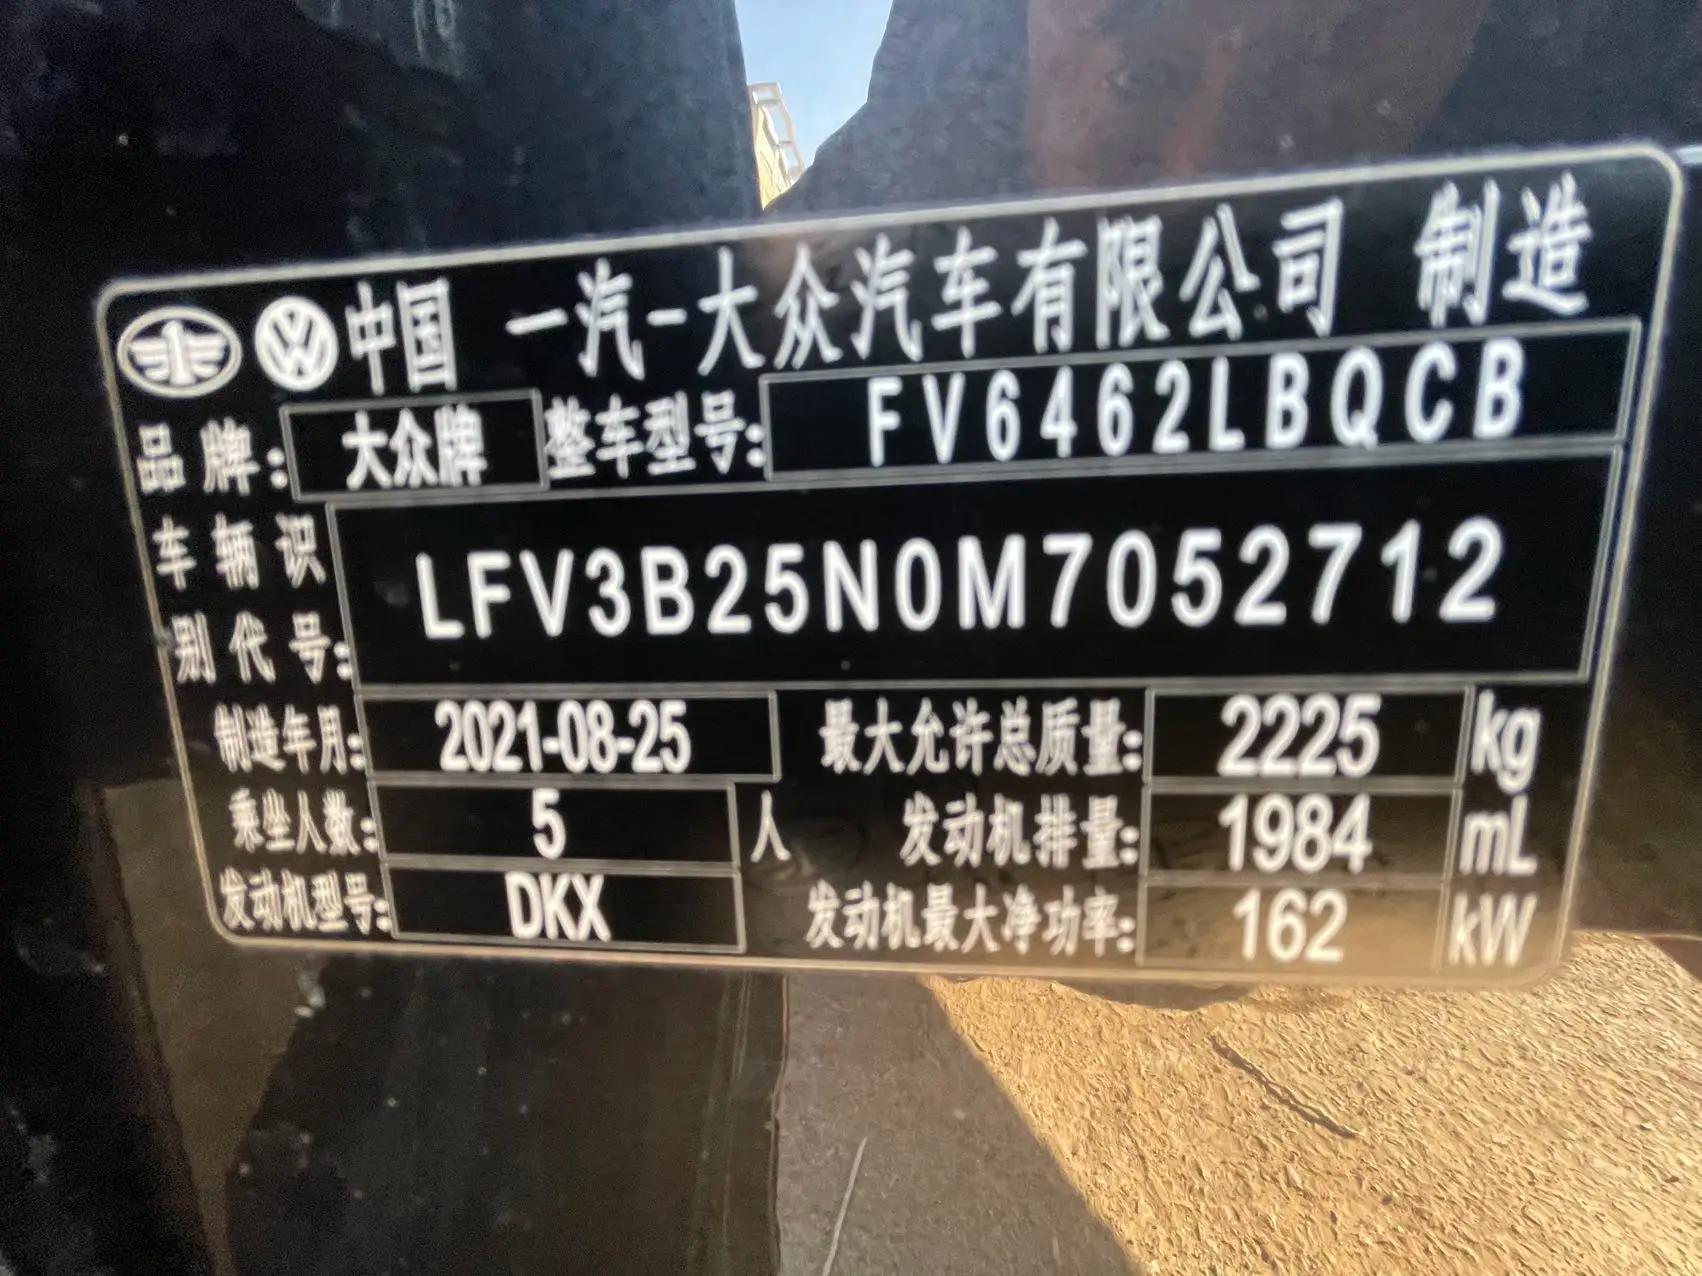 中国 一汽-大众汽车有限公司 制造
品牌: 大众牌 整车型号: FV6462LBQCB
车辆识别代号: LFV3B25N0M7052712
制造年月: 2021-08-25 最大允许总质量: 2225 kg
乘坐人数: 5 人 发动机排量: 1984 mL
发动机型号: DKX 发动机最大净功率: 162 kW